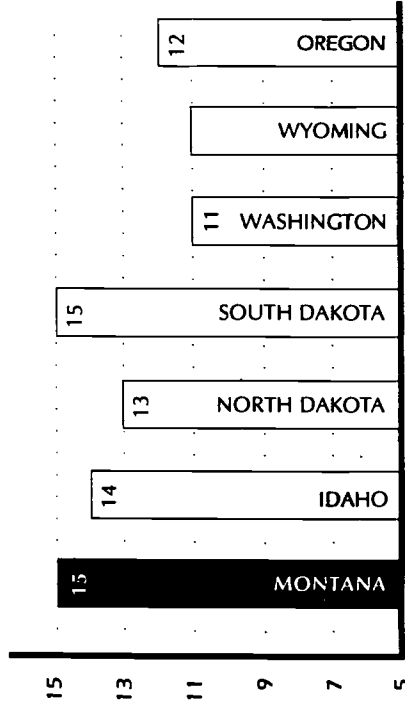 15
13
11
9
7
5
15
MONTANA
14
IDAHO
13
NORTH DAKOTA
15
SOUTH DAKOTA
11
WASHINGTON
WYOMING
12
OREGON